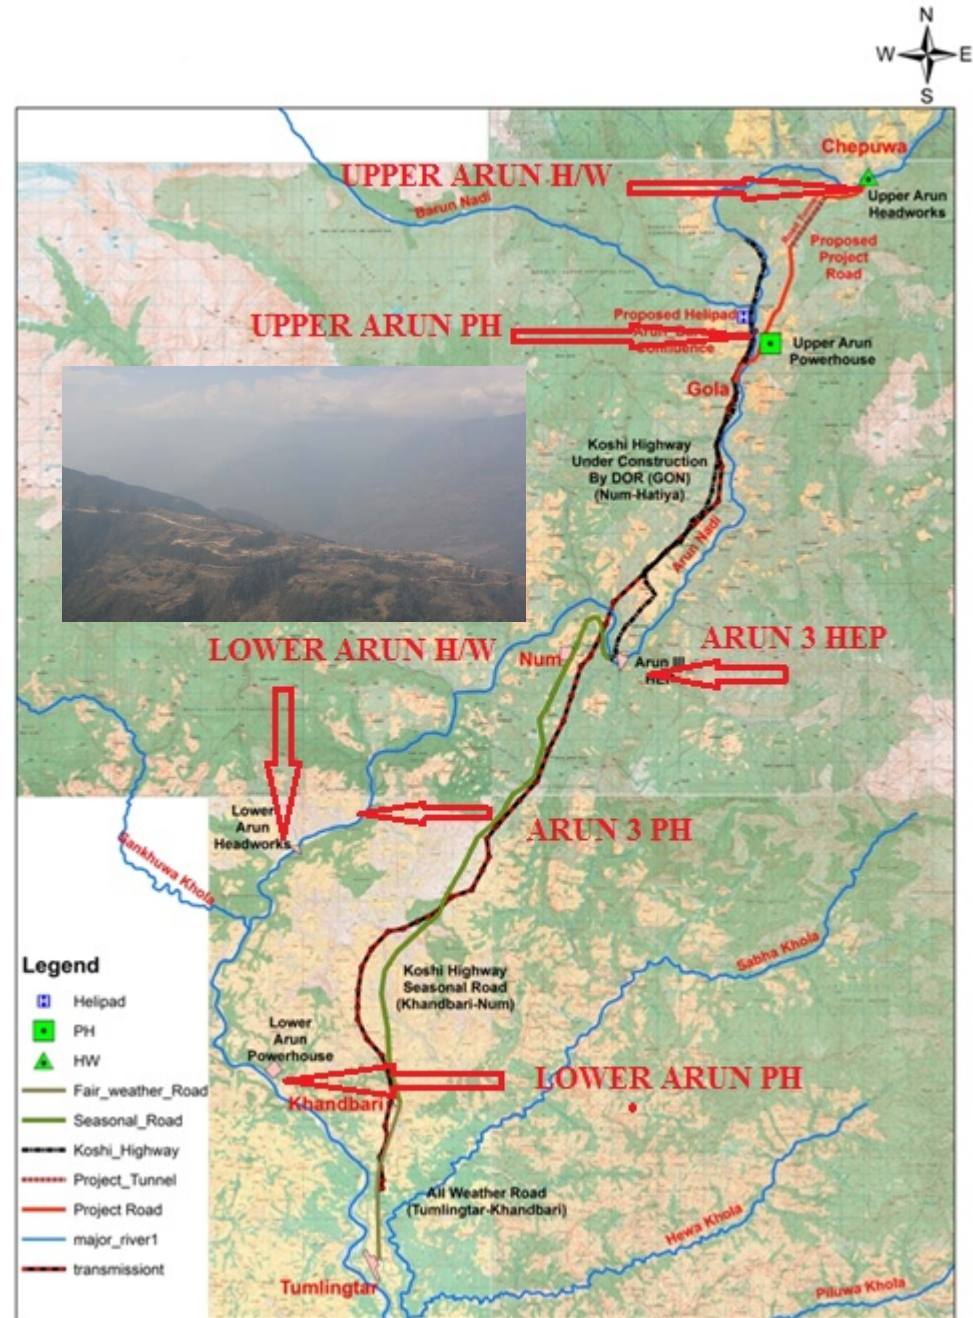 N
W E
S
Chepuwa
UPPER ARUN H/W
Upper Arun
Headworks
Barun Nadi
Proposed
Project
Road
Proposed Helipad
UPPER ARUN PH
Confluence
Upper Arun
Powerhouse
Gola
Koshi Highway
Under Construction
By DOR (GON)
(Num-Hatiya)
Arun Nadi
LOWER ARUN H/W
ARUN 3 HEP
Num
Arun III
Lower
Arun
Headworks
ARUN 3 PH
Sankhuwa Khola
Sabha Khola
Koshi Highway
Seasonal Road
(Khandbari-Num)
Lower
Arun
Powerhouse
LOWER ARUN PH
Khandbari
All Weather Road
(Tumlingtar-Khandbari)
Hewa Khola
Tumlingtar
Piluwa Khola
Legend
H Helipad
PH
HW
Fair_weather_Road
Seasonal_Road
Koshi_Highway
Project_Tunnel
Project Road
major_river1
transmissiont